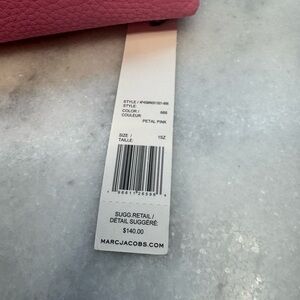 STYLE /
STYLE:
COLOR / 666
COULEUR
PETAL PINK
SIZE / 1SZ
TAILLE:
SUGG.RETAIL /
DÉTAIL SUGGÉRÉ:
$140.00
MARCJACOBS.COM